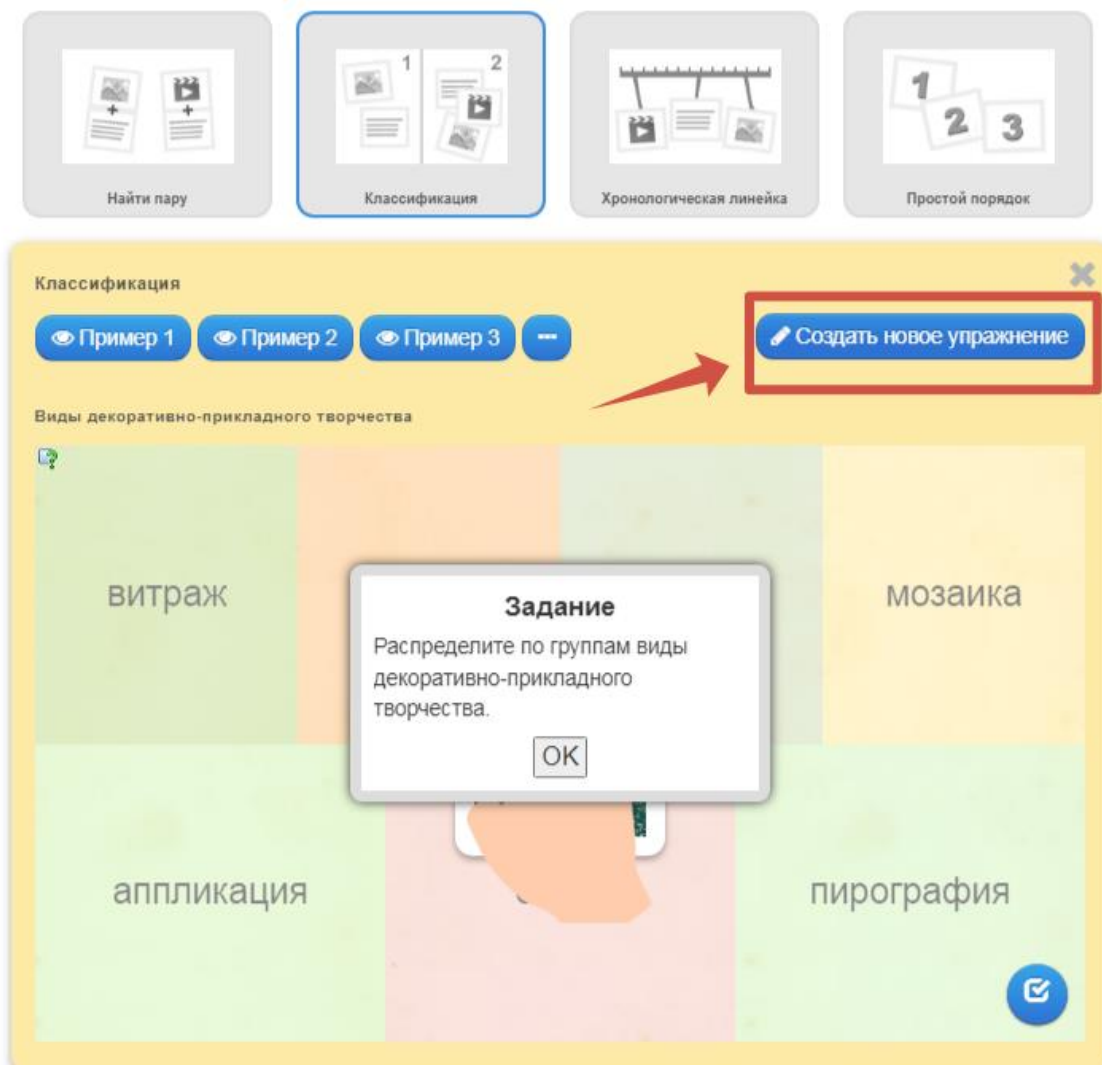 1 2
1 2 3
Найти пару
Классификация
Хронологическая линейка
Простой порядок
Классификация
Пример 1
Пример 2
Пример 3
Создать новое упражнение
Виды декоративно-прикладного творчества
витраж
мозаика
Задание
Распределите по группам виды
декоративно-прикладного
творчества.
OK
аппликация
пирография